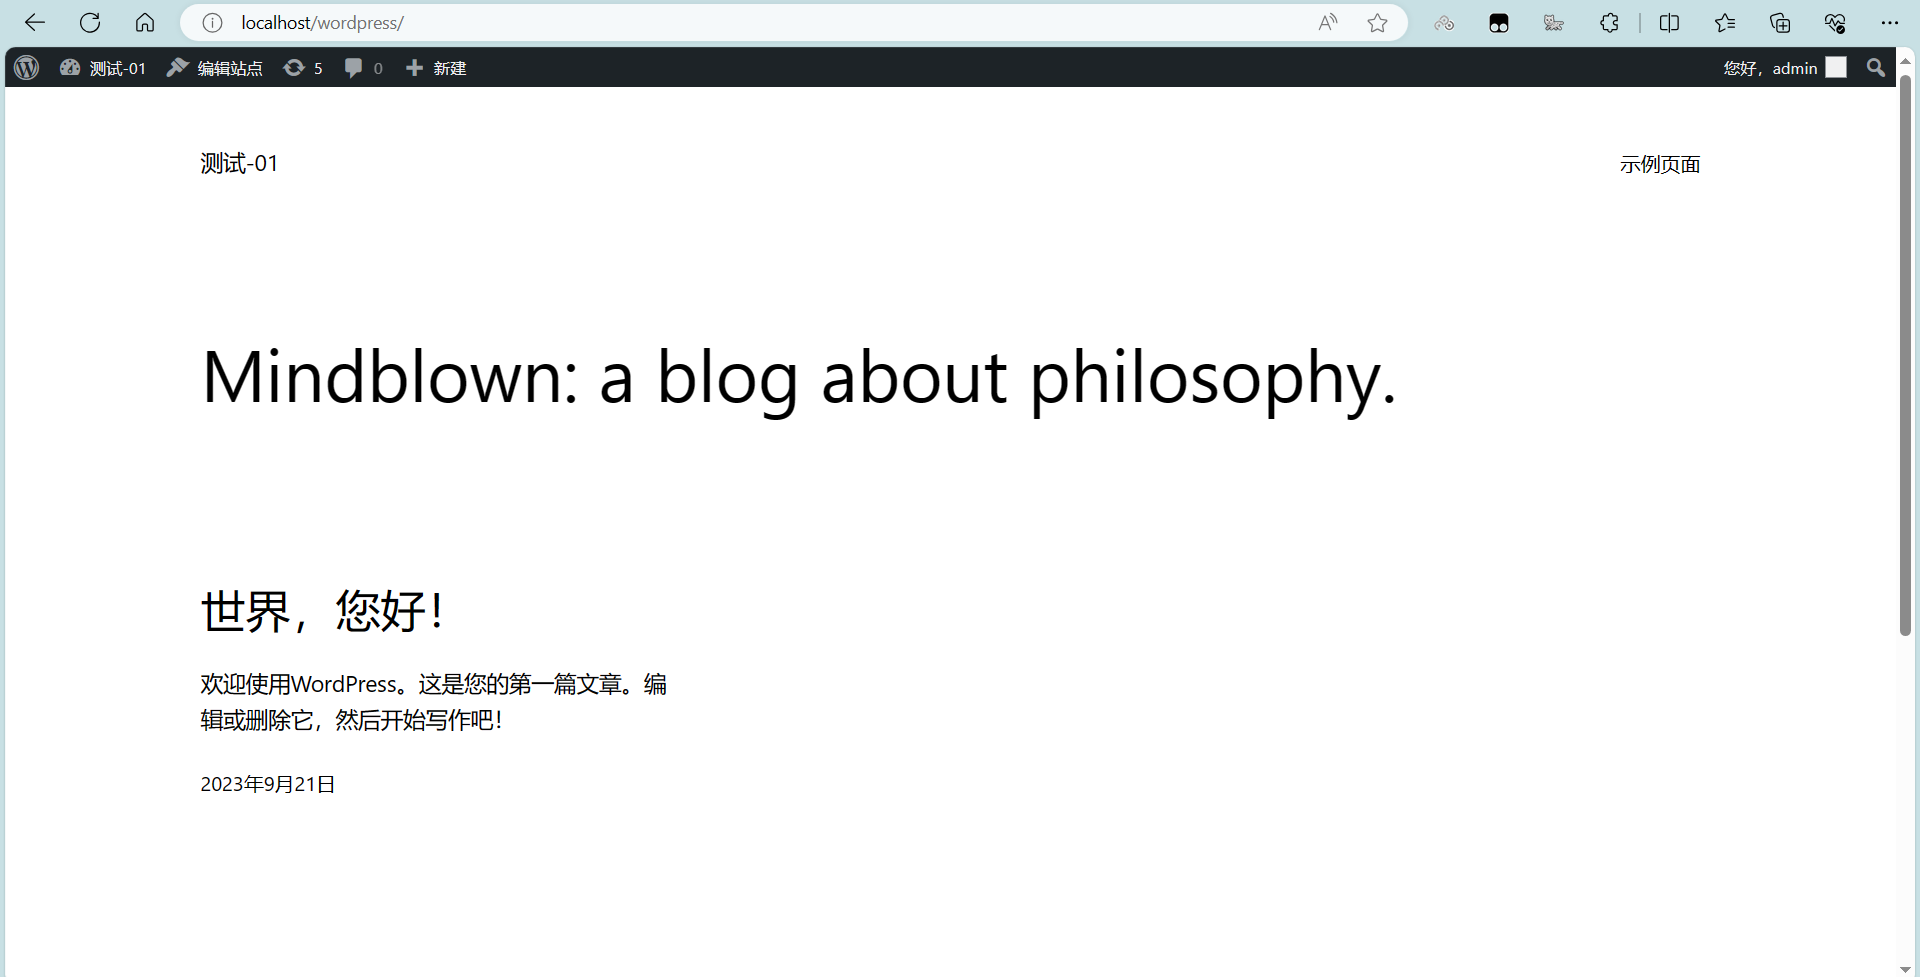 localhost/wordpress/
测试-01 编辑站点 5 0 新建 您好，admin
测试-01 示例页面
Mindblown: a blog about philosophy.
世界，您好！
欢迎使用WordPress。这是您的第一篇文章。编
辑或删除它，然后开始写作吧！
2023年9月21日